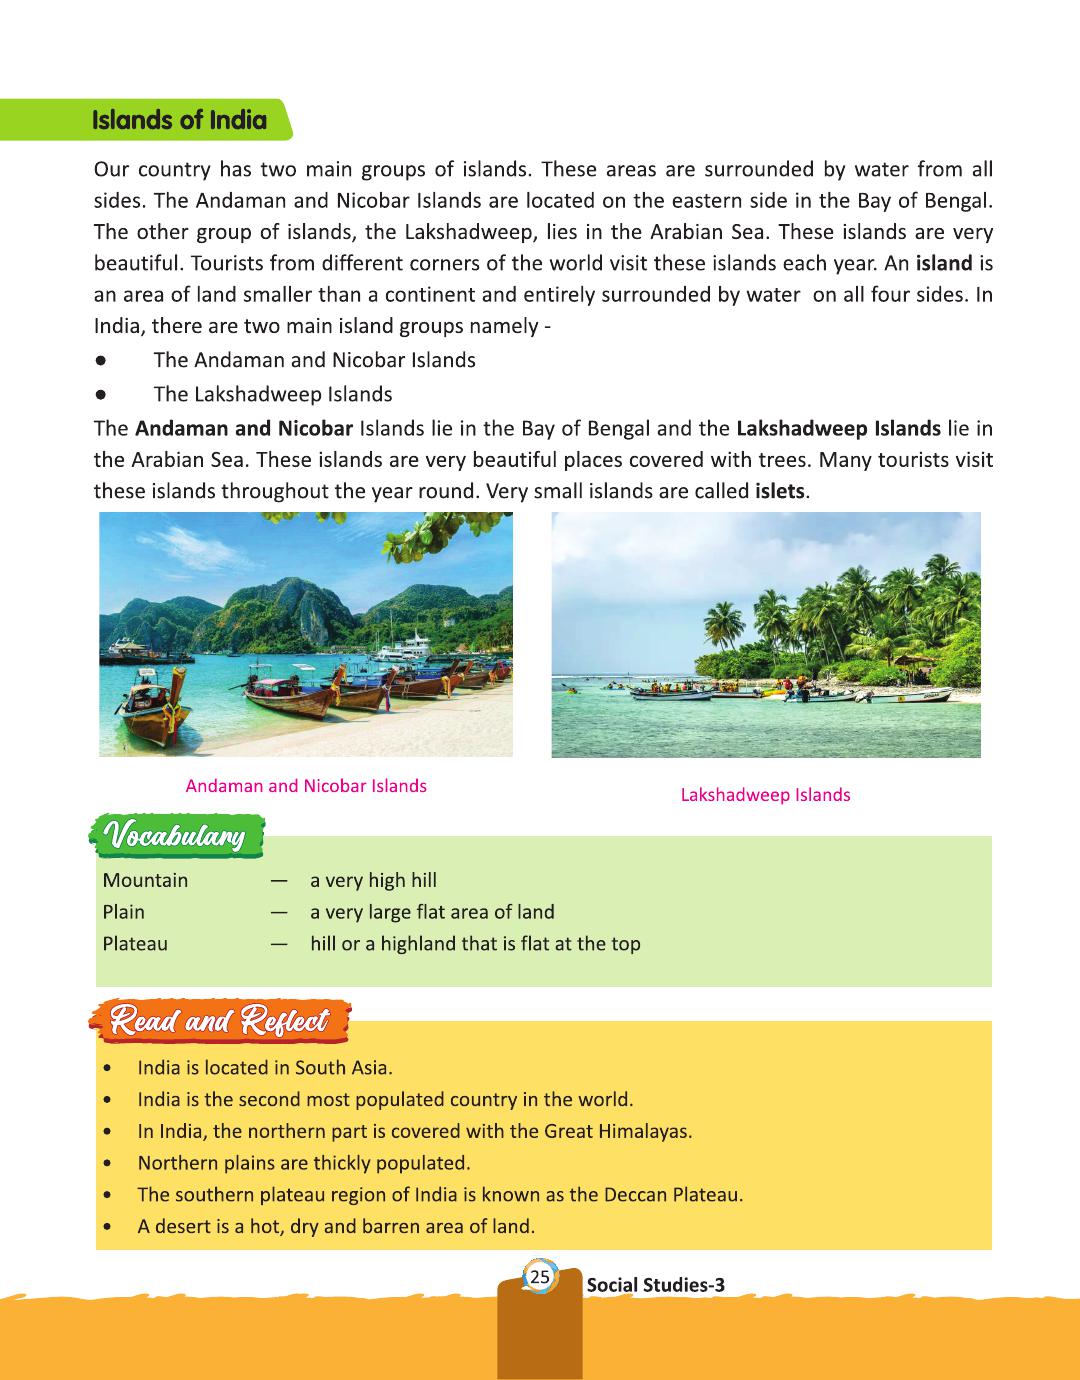 Islands of India
Our country has two main groups of islands. These areas are surrounded by water from all
sides. The Andaman and Nicobar Islands are located on the eastern side in the Bay of Bengal.
The other group of islands, the Lakshadweep, lies in the Arabian Sea. These islands are very
beautiful. Tourists from different corners of the world visit these islands each year. An island is
an area of land smaller than a continent and entirely surrounded by water on all four sides. In
India, there are two main island groups namely -
● The Andaman and Nicobar Islands
● The Lakshadweep Islands
The Andaman and Nicobar Islands lie in the Bay of Bengal and the Lakshadweep Islands lie in
the Arabian Sea. These islands are very beautiful places covered with trees. Many tourists visit
these islands throughout the year round. Very small islands are called islets.
Andaman and Nicobar Islands
Lakshadweep Islands
Vocabulary
Mountain — a very high hill
Plain — a very large flat area of land
Plateau — hill or a highland that is flat at the top
Read and Reflect
• India is located in South Asia.
• India is the second most populated country in the world.
• In India, the northern part is covered with the Great Himalayas.
• Northern plains are thickly populated.
• The southern plateau region of India is known as the Deccan Plateau.
• A desert is a hot, dry and barren area of land.
25
Social Studies-3